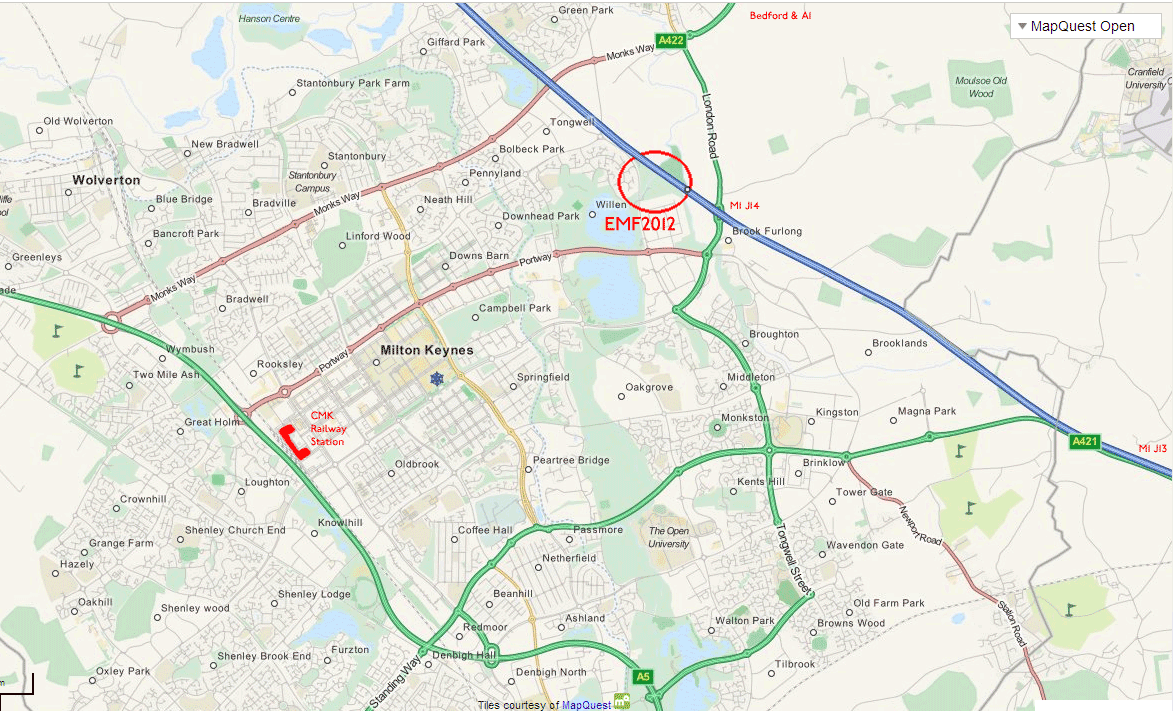 Hanson Centre
Green Park
Bedford & A1
MapQuest Open
Giffard Park
A422
Monks Way
Stantonbury Park Farm
Moulsoe Old
Wood
Cranfield
University
London Road
Old Wolverton
Tongwell
New Bradwell
Bolbeck Park
Stantonbury
Pennyland
Stantonbury
Campus
Wolverton
Blue Bridge
Bradville
Monks Way
Neath Hill
Willen
M1 J14
Downhead Park
EMF2012
Bancroft Park
Linford Wood
Brook Furlong
Greenleys
Downs Barn
Portway
Monks Way
Bradwell
Campbell Park
Broughton
Brooklands
Wymbush
Milton Keynes
Portway
Rooksley
Two Mile Ash
Springfield
Middleton
Oakgrove
CMK
Railway
Station
Great Holm
Monkston
Kingston
Magna Park
A421
M1 J13
Oldbrook
Peartree Bridge
Brinklow
Loughton
Kents Hill
Tower Gate
Crownhill
Knowlhill
Shenley Church End
Coffee Hall
Passmore
The Open
University
Newport Road
Grange Farm
Wavendon Gate
Netherfield
Tongwell Street
Hazeley
Beanhill
Shenley Lodge
Oakhill
Shenley wood
Old Farm Park
Station Road
Ashland
Walton Park
Browns Wood
Redmoor
Furzton
Shenley Brook End
Denbigh Hall
Tilbrook
Oxley Park
Denbigh North
Standing Way
A5
Tiles courtesy of MapQuest